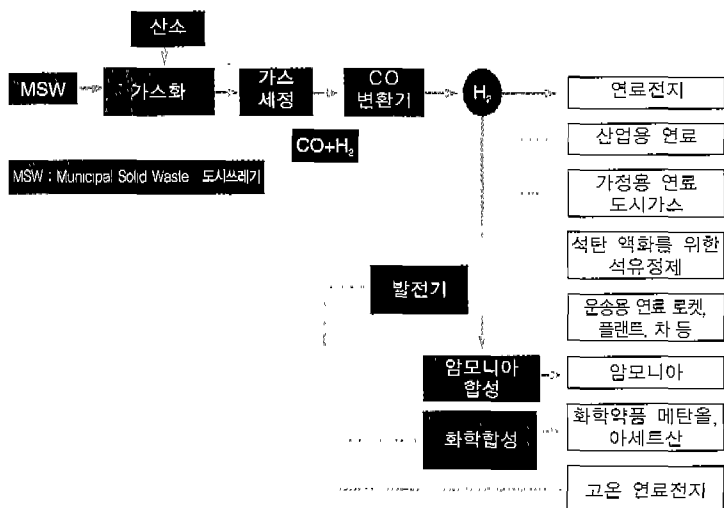 산소
MSW
가스화
가스
세정
CO
변환기
H₂
CO+H₂
MSW : Municipal Solid Waste 도시쓰레기
연료전지
산업용 연료
가정용 연료
도시가스
석탄 액화를 위한
석유정제
발전기
운송용 연료 로켓,
플랜트, 차 등
암모니아
합성
암모니아
화학합성
화학약품 메탄올,
아세트산
고온 연료전자